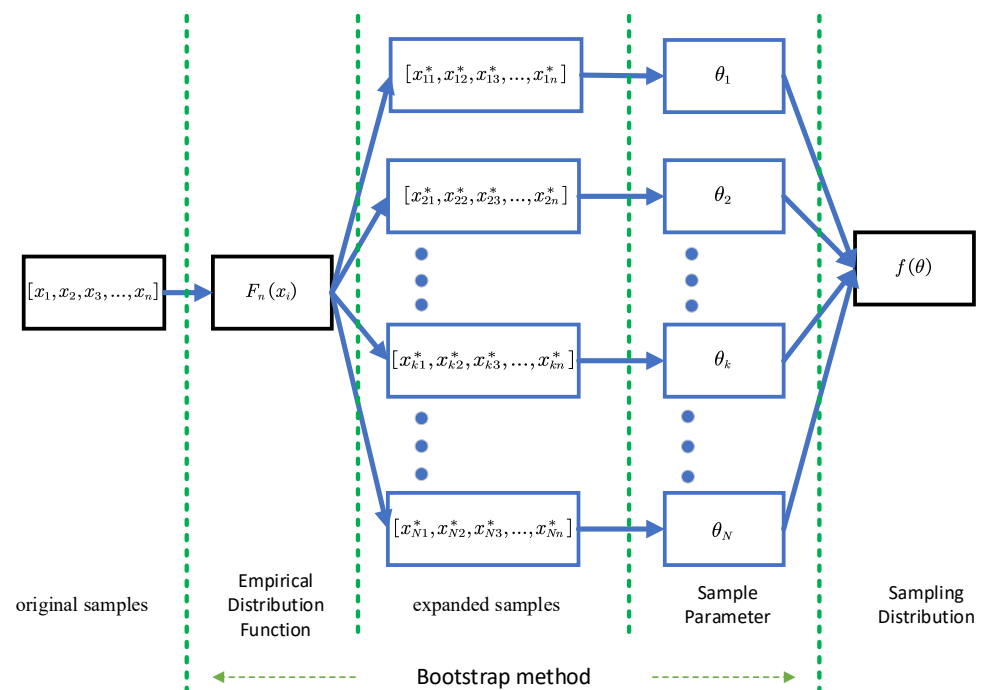 [x₁,x₂,x₃,...,xₙ]
Fₙ(xᵢ)
[x*₁₁,x*₁₂,x*₁₃,...,x*₁ₙ]
θ₁
[x*₂₁,x*₂₂,x*₂₃,...,x*₂ₙ]
θ₂
[x*ₖ₁,x*ₖ₂,x*ₖ₃,...,x*ₖₙ]
θₖ
[x*_{N1},x*_{N2},x*_{N3},...,x*_{Nn}]
θ_N
f(θ)
original samples
Empirical
Distribution
Function
expanded samples
Sample
Parameter
Sampling
Distribution
Bootstrap method